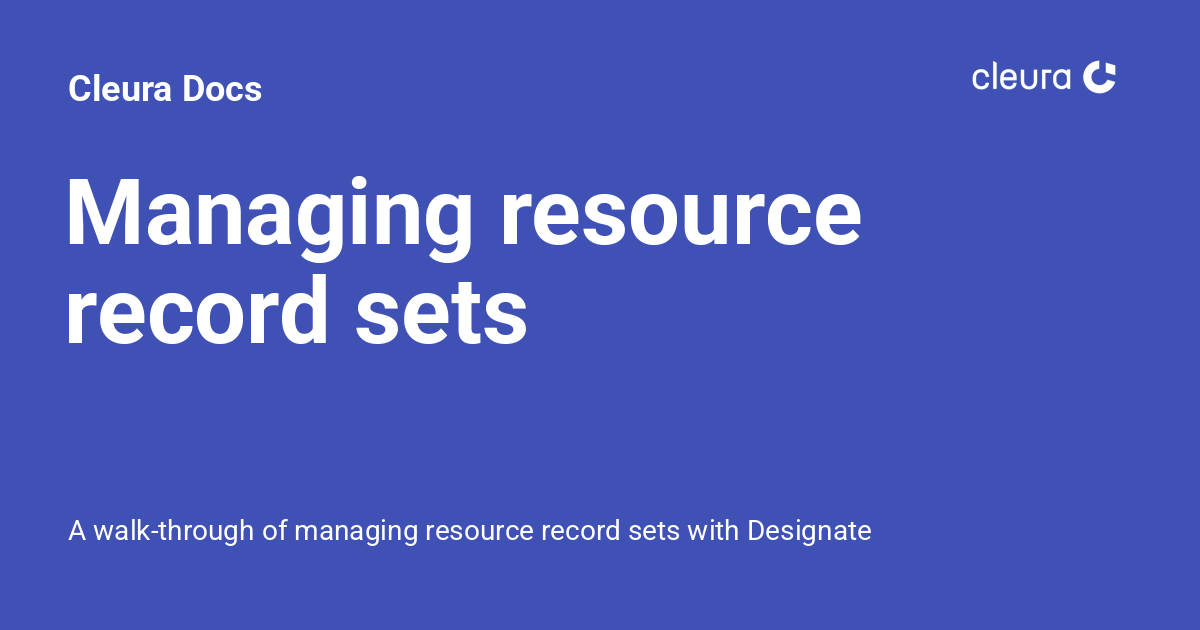 Cleura Docs
cleura
Managing resource
record sets
A walk-through of managing resource record sets with Designate